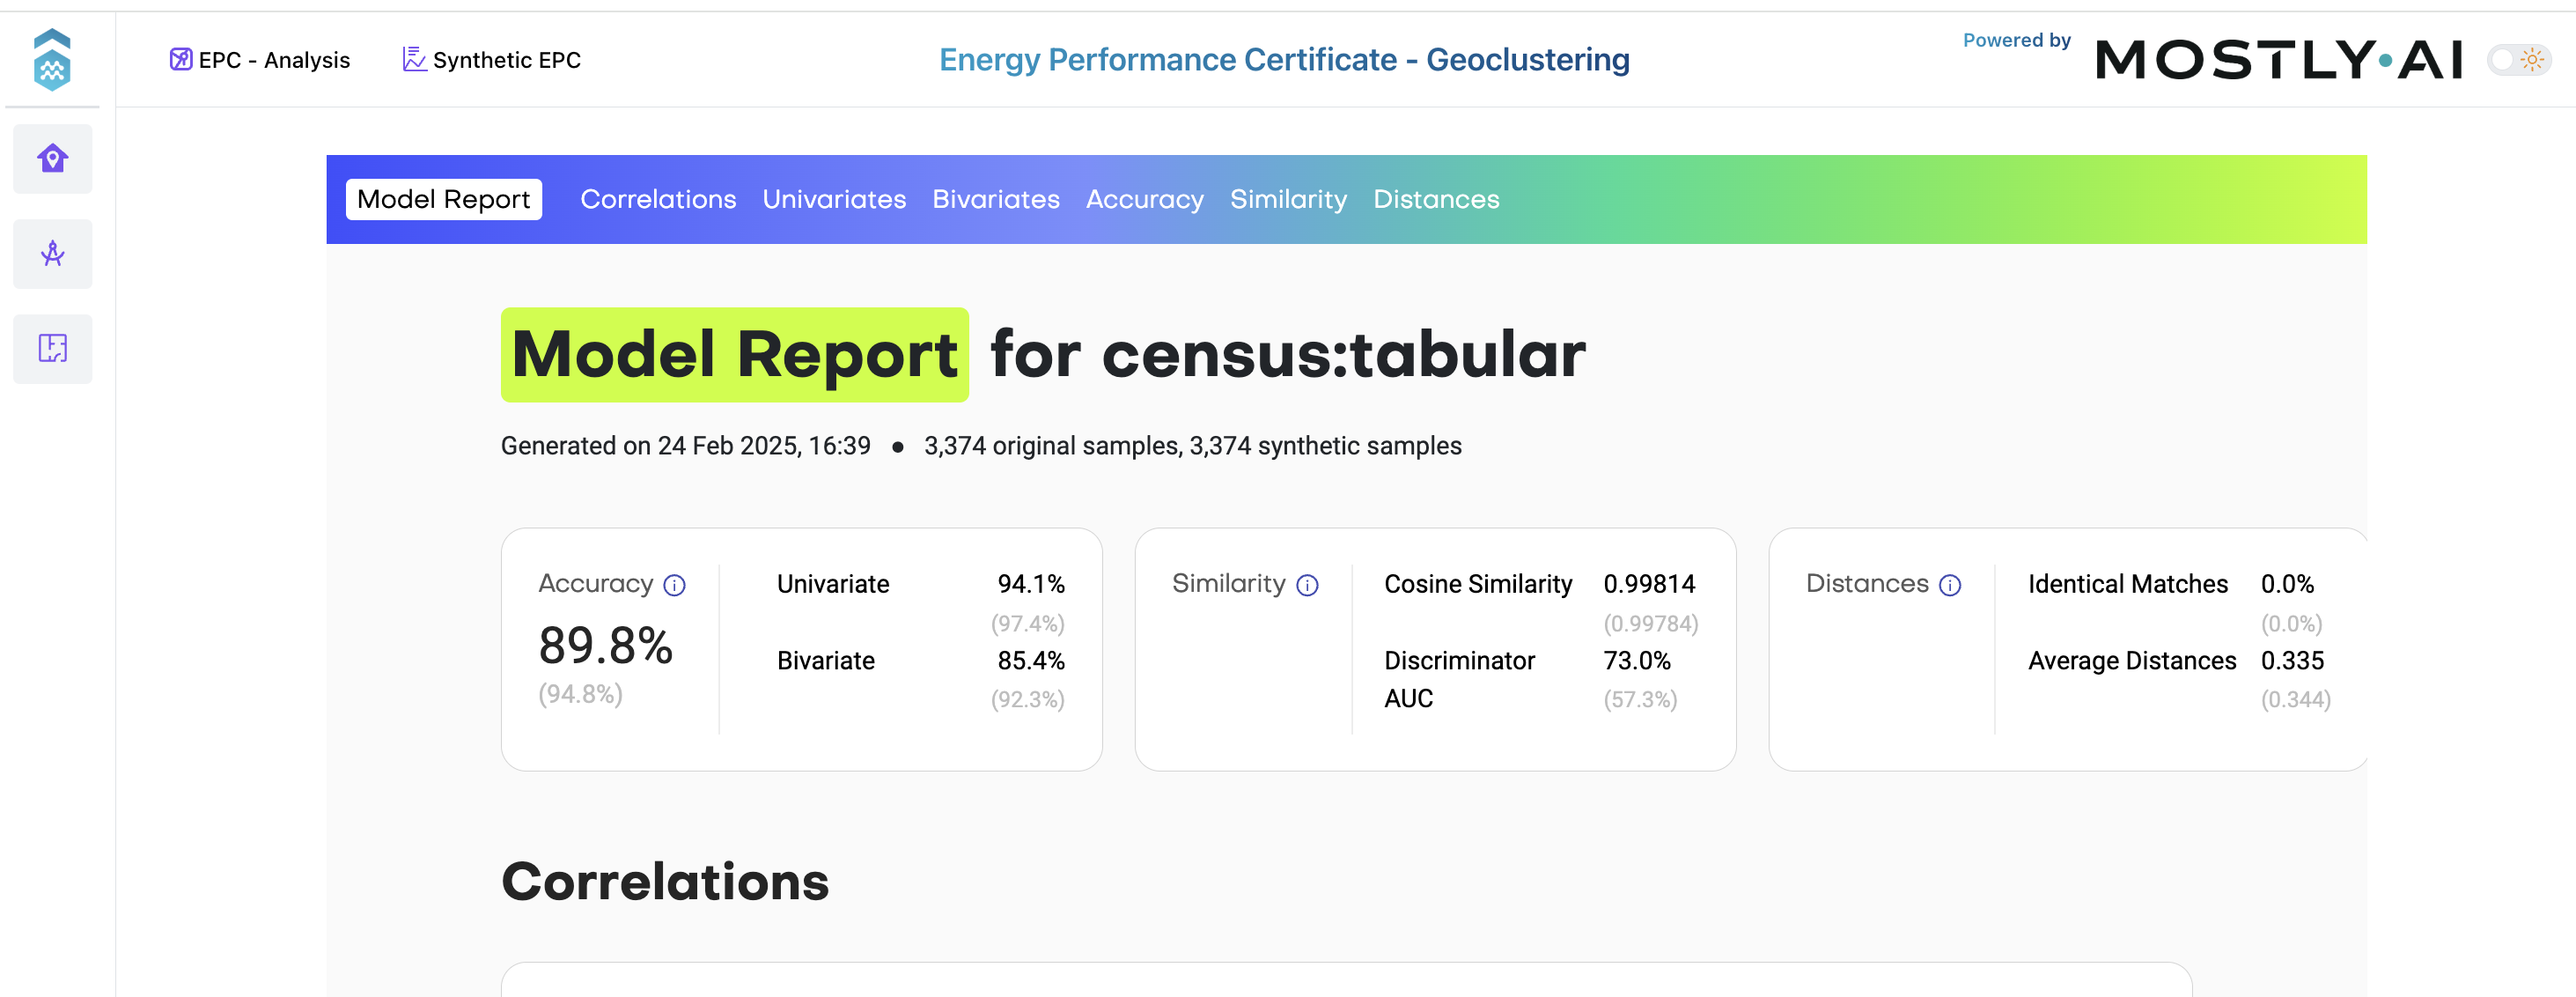 EPC - Analysis
Synthetic EPC
Energy Performance Certificate - Geoclustering
Powered by
MOSTLY•AI
Model Report
Correlations
Univariates
Bivariates
Accuracy
Similarity
Distances
Model Report for census:tabular
Generated on 24 Feb 2025, 16:39 ● 3,374 original samples, 3,374 synthetic samples
Accuracy
89.8%
(94.8%)
Univariate 94.1%
(97.4%)
Bivariate 85.4%
(92.3%)
Similarity
Cosine Similarity 0.99814
(0.99784)
Discriminator 73.0%
AUC (57.3%)
Distances
Identical Matches 0.0%
(0.0%)
Average Distances 0.335
(0.344)
Correlations